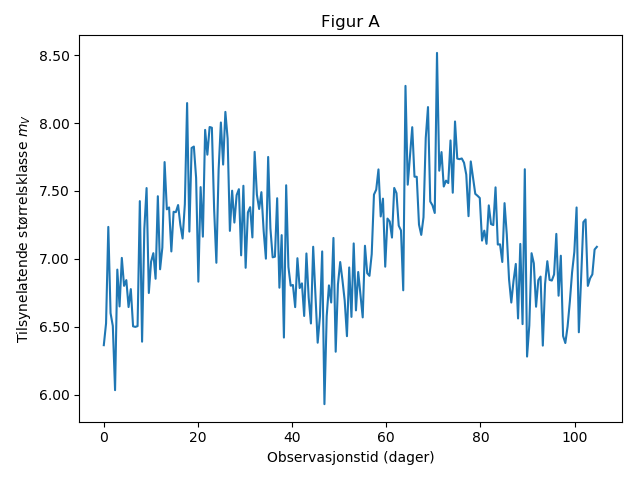 Figur A
8.50
8.00
7.50
7.00
6.50
6.00
Tilsynelatende størrelsesklasse m_V
0 20 40 60 80 100
Observasjonstid (dager)